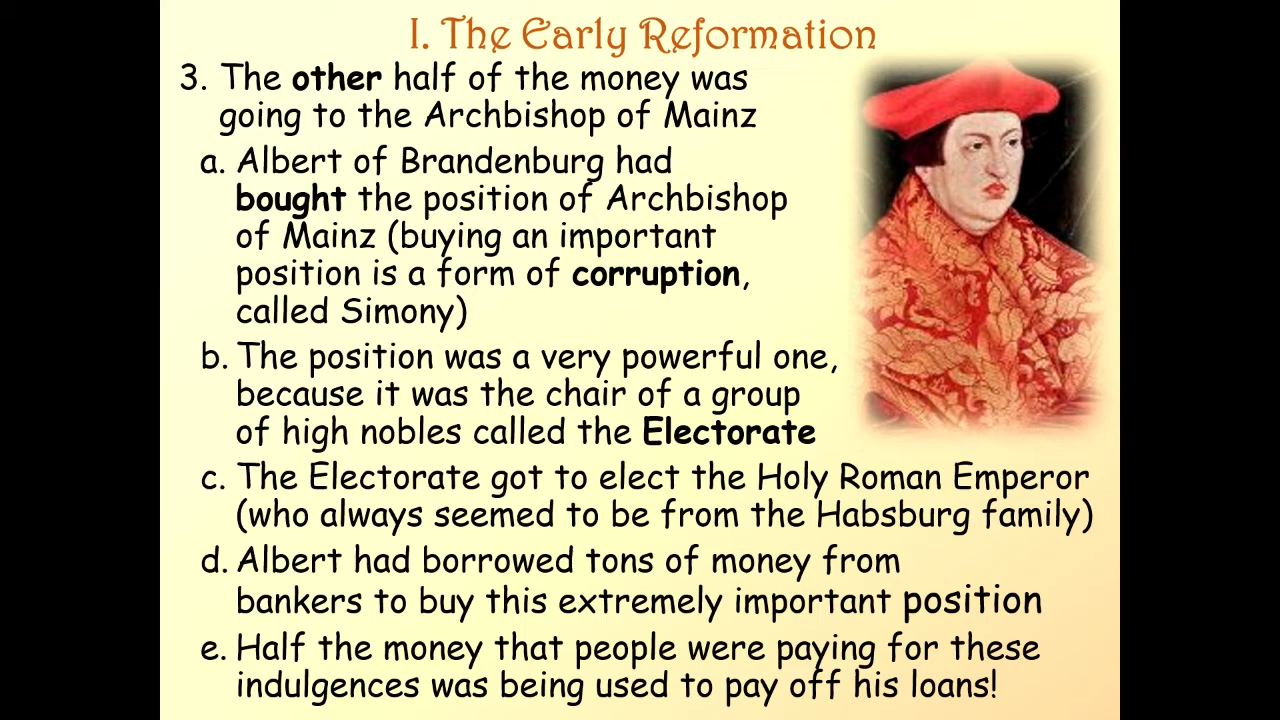 I. The Early Reformation
3. The other half of the money was
going to the Archbishop of Mainz
a. Albert of Brandenburg had
bought the position of Archbishop
of Mainz (buying an important
position is a form of corruption,
called Simony)
b. The position was a very powerful one,
because it was the chair of a group
of high nobles called the Electorate
c. The Electorate got to elect the Holy Roman Emperor
(who always seemed to be from the Habsburg family)
d. Albert had borrowed tons of money from
bankers to buy this extremely important position
e. Half the money that people were paying for these
indulgences was being used to pay off his loans!